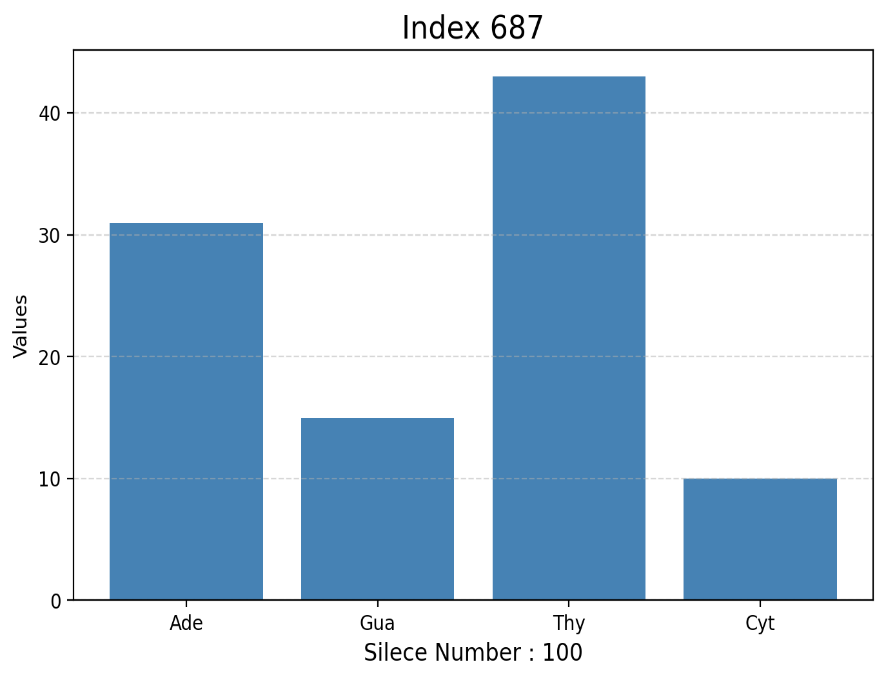 Index 687
Values
40
30
20
10
0
Ade Gua Thy Cyt
Silece Number : 100